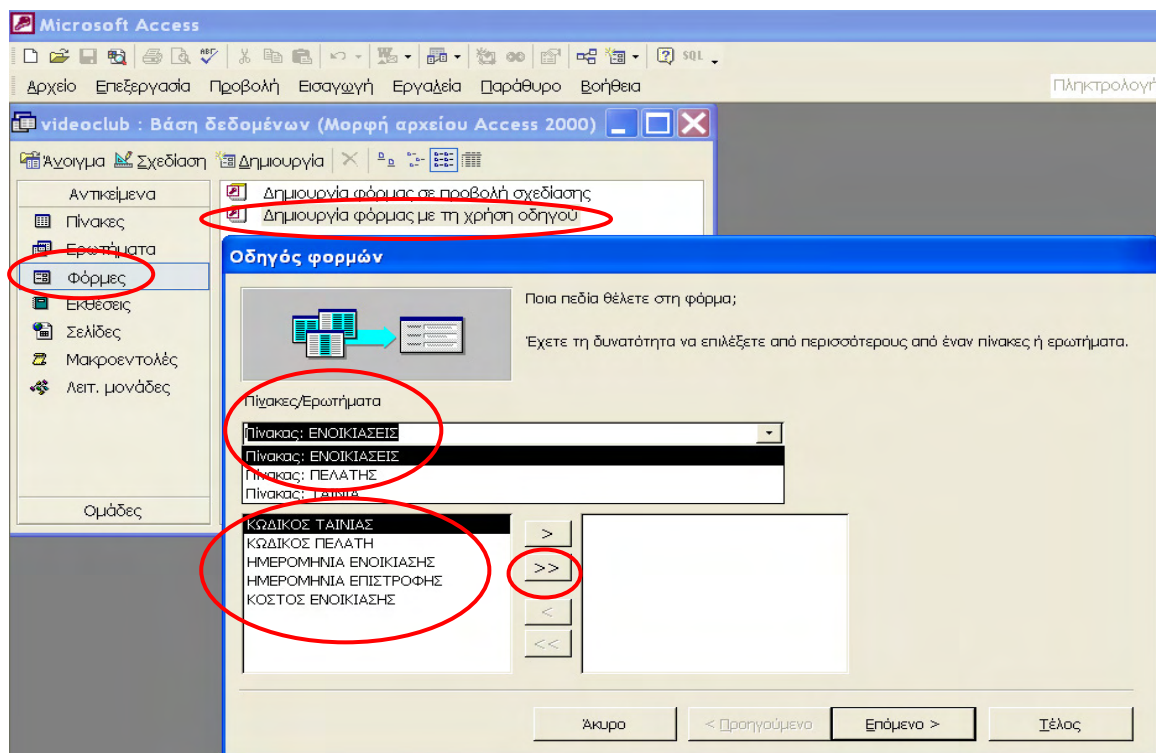 Microsoft Access
SQL
Αρχείο Επεξεργασία Προβολή Εισαγωγή Εργαλεία Παράθυρο Βοήθεια Πληκτρολογή
videoclub : Βάση δεδομένων (Μορφή αρχείου Access 2000)
Άνοιγμα Σχεδίαση Δημιουργία
Αντικείμενα
Πίνακες
Ερωτήματα
Φόρμες
Εκθέσεις
Σελίδες
Μακροεντολές
Λειτ. μονάδες
Ομάδες
Δημιουργία φόρμας σε προβολή σχεδίασης
Δημιουργία φόρμας με τη χρήση οδηγού
Οδηγός φορμών
Ποια πεδία θέλετε στη φόρμα;
Έχετε τη δυνατότητα να επιλέξετε από περισσότερους από έναν πίνακες ή ερωτήματα.
Πίνακες/Ερωτήματα
Πίνακας: ΕΝΟΙΚΙΑΣΕΙΣ
Πίνακας: ΕΝΟΙΚΙΑΣΕΙΣ
Πίνακας: ΠΕΛΑΤΗΣ
Πίνακας: ΤΑΙΝΙΑ
ΚΩΔΙΚΟΣ ΤΑΙΝΙΑΣ
ΚΩΔΙΚΟΣ ΠΕΛΑΤΗ
ΗΜΕΡΟΜΗΝΙΑ ΕΝΟΙΚΙΑΣΗΣ
ΗΜΕΡΟΜΗΝΙΑ ΕΠΙΣΤΡΟΦΗΣ
ΚΟΣΤΟΣ ΕΝΟΙΚΙΑΣΗΣ
>
>>
<
<<
Άκυρο < Προηγούμενο Επόμενο > Τέλος